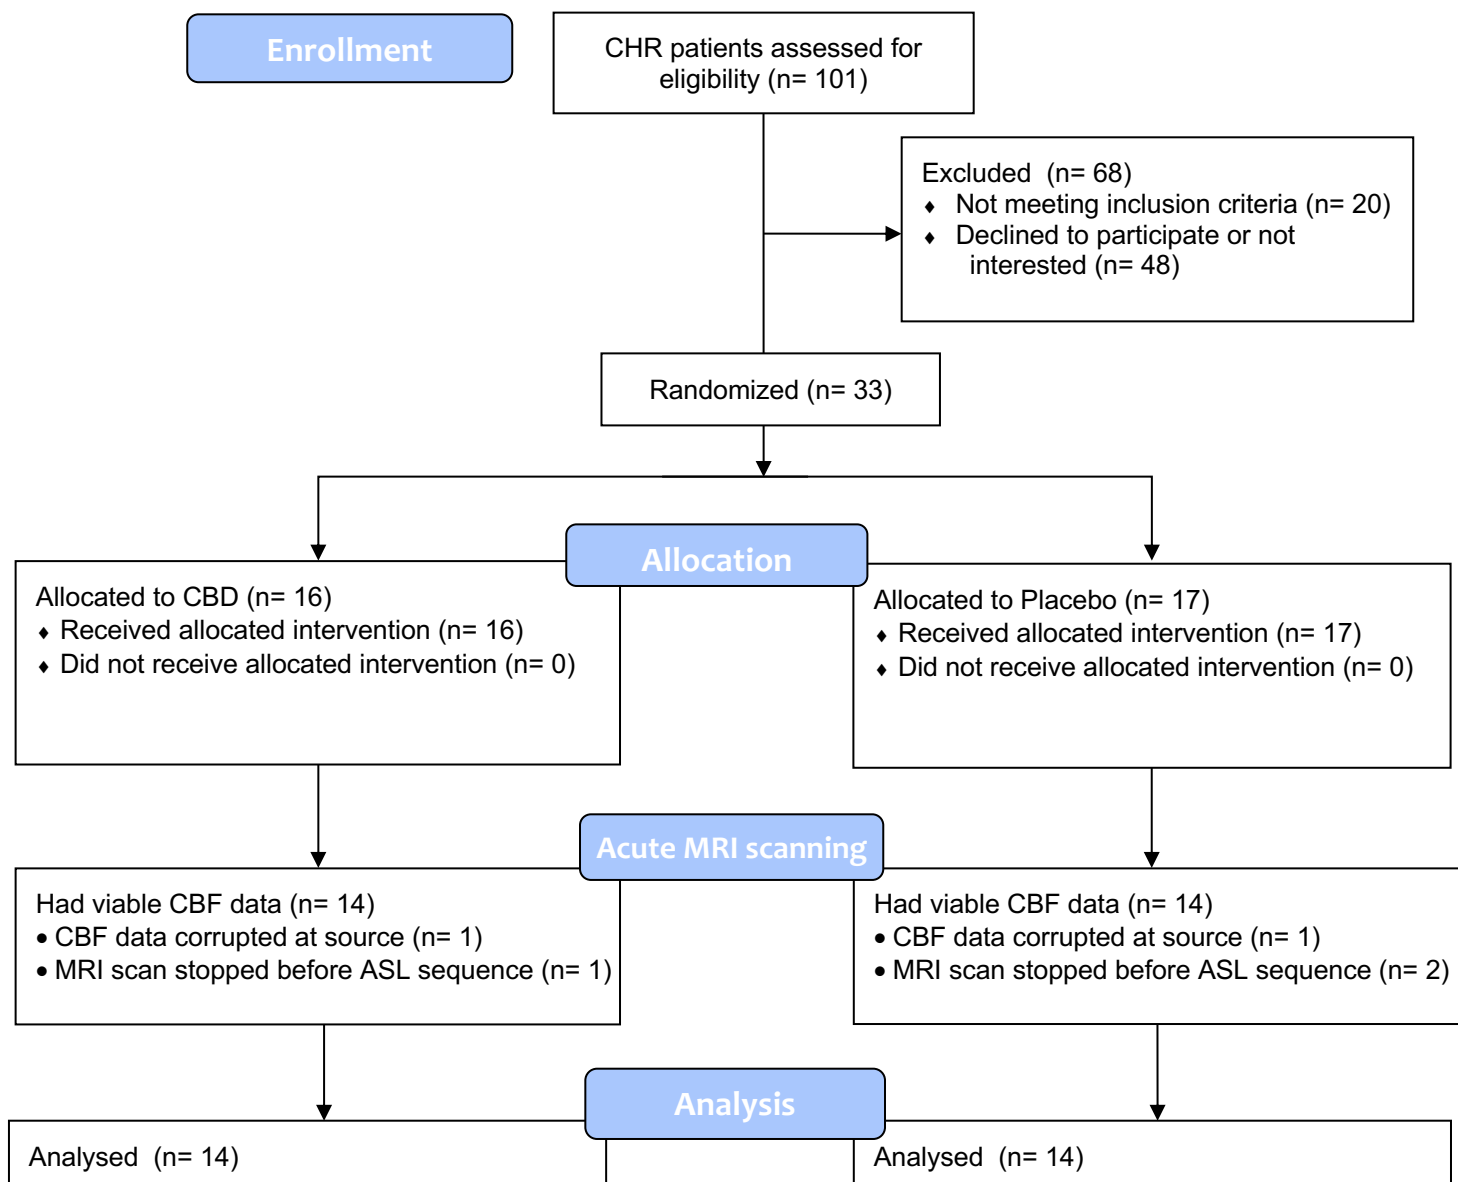 Enrollment
CHR patients assessed for
eligibility (n= 101)
Excluded (n= 68)
♦ Not meeting inclusion criteria (n= 20)
♦ Declined to participate or not
interested (n= 48)
Randomized (n= 33)
Allocation
Allocated to CBD (n= 16)
♦ Received allocated intervention (n= 16)
♦ Did not receive allocated intervention (n= 0)
Allocated to Placebo (n= 17)
♦ Received allocated intervention (n= 17)
♦ Did not receive allocated intervention (n= 0)
Acute MRI scanning
Had viable CBF data (n= 14)
• CBF data corrupted at source (n= 1)
• MRI scan stopped before ASL sequence (n= 1)
Had viable CBF data (n= 14)
• CBF data corrupted at source (n= 1)
• MRI scan stopped before ASL sequence (n= 2)
Analysis
Analysed (n= 14)
Analysed (n= 14)